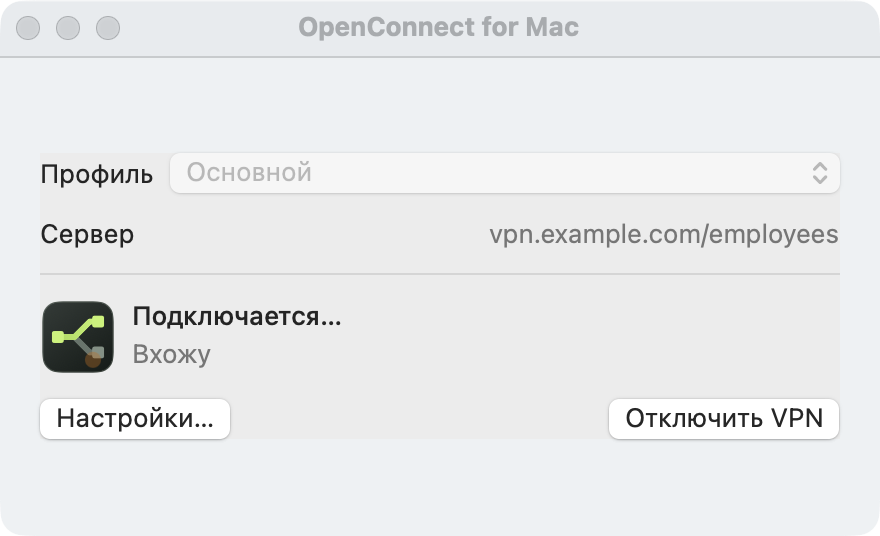 OpenConnect for Mac
Профиль
Основной
Сервер
vpn.example.com/employees
Подключается...
Вхожу
Настройки...
Отключить VPN